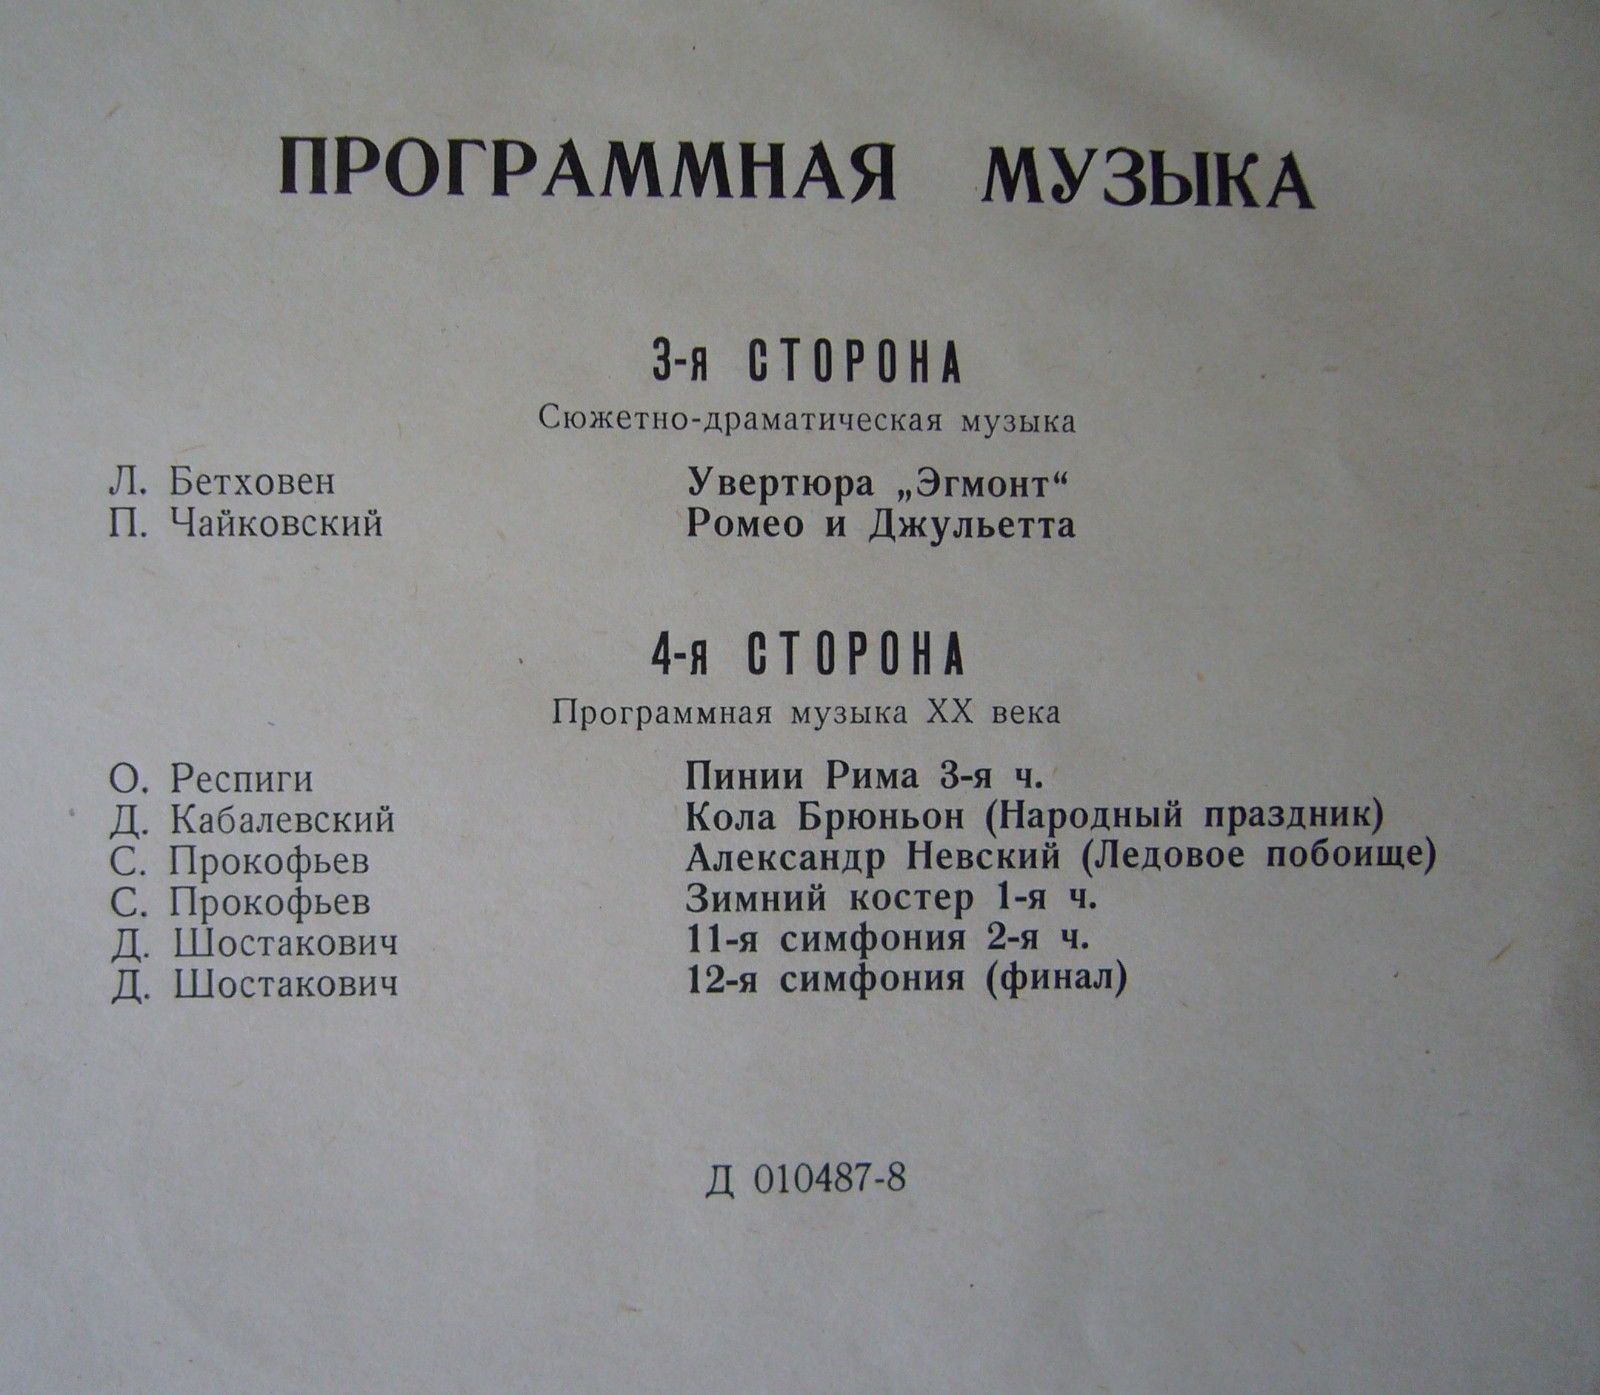 ПРОГРАММНАЯ МУЗЫКА
3-я СТОРОНА
Сюжетно-драматическая музыка
Л. Бетховен Увертюра „Эгмонт“
П. Чайковский Ромео и Джульетта
4-я СТОРОНА
Программная музыка XX века
О. Респиги Пинии Рима 3-я ч.
Д. Кабалевский Кола Брюньон (Народный праздник)
С. Прокофьев Александр Невский (Ледовое побоище)
С. Прокофьев Зимний костер 1-я ч.
Д. Шостакович 11-я симфония 2-я ч.
Д. Шостакович 12-я симфония (финал)
Д 010487-8